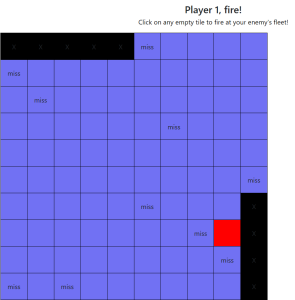 Player 1, fire!
Click on any empty tile to fire at your enemy's fleet!
X X X X X miss
miss
miss
miss
miss
miss X
miss X
miss X
miss miss X